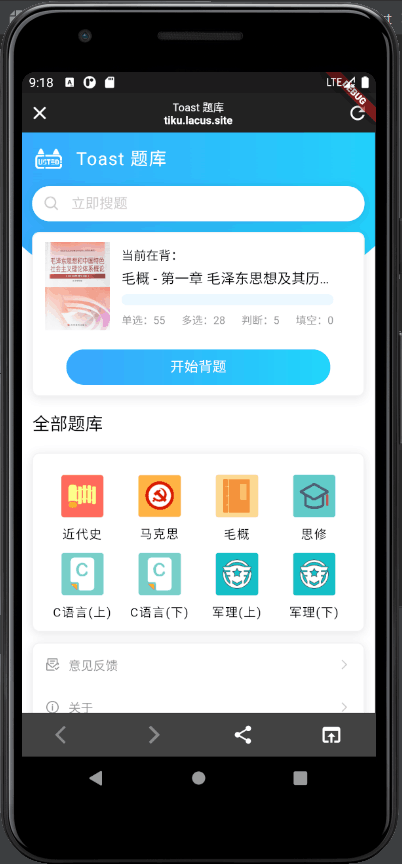 9:18
LTE
DEBUG
Toast 题库
tiku.lacus.site
Toast 题库
立即搜题
毛泽东思想和中国特色
社会主义理论体系概论
当前在背:
毛概 - 第一章 毛泽东思想及其历...
单选: 55 多选: 28 判断: 5 填空: 0
开始背题
全部题库
近代史 马克思 毛概 思修
C语言(上) C语言(下) 军理(上) 军理(下)
意见反馈
关于